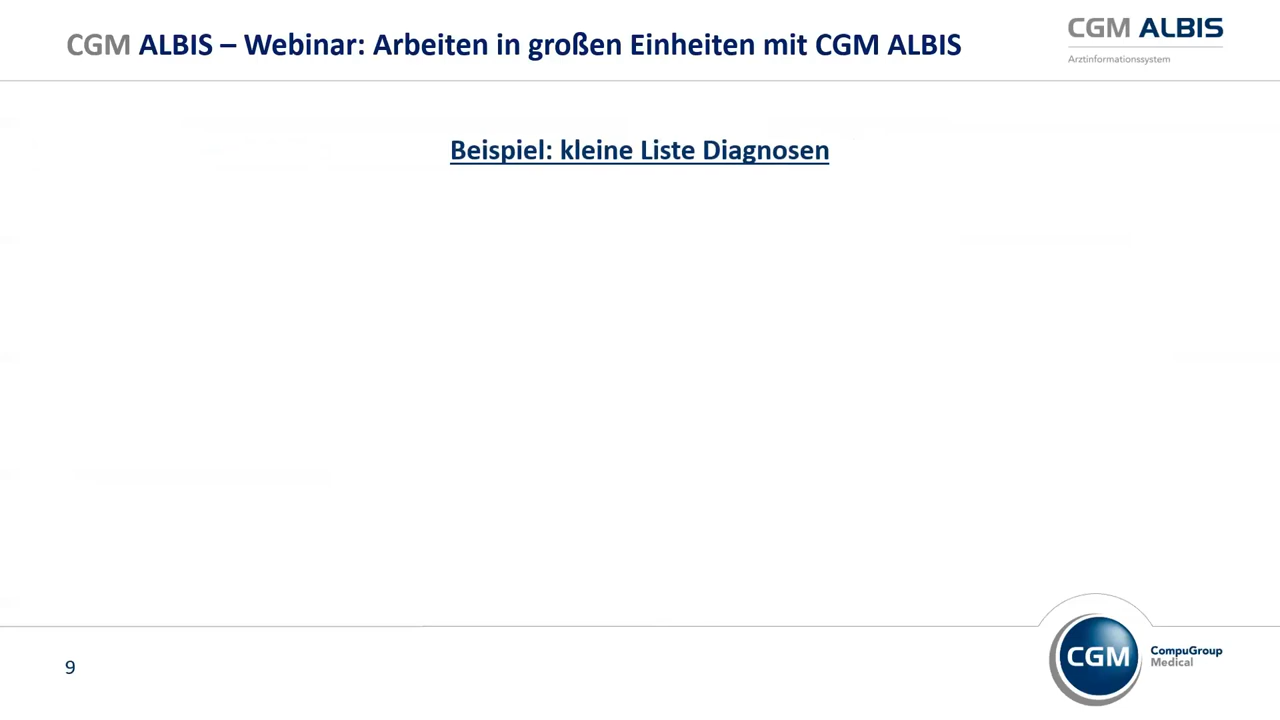 CGM ALBIS – Webinar: Arbeiten in großen Einheiten mit CGM ALBIS
CGM ALBIS
Arztinformationssystem
Beispiel: kleine Liste Diagnosen
9
CGM
CompuGroup
Medical